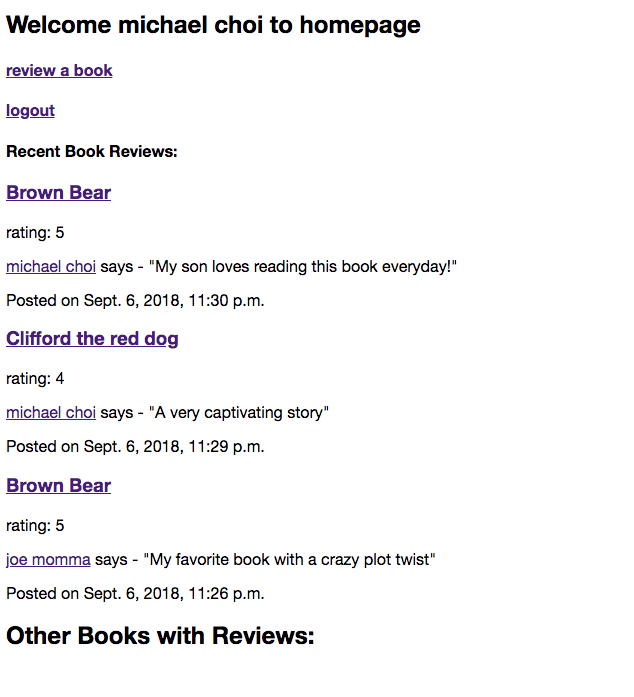 Welcome michael choi to homepage
review a book
logout
Recent Book Reviews:
Brown Bear
rating: 5
michael choi says - "My son loves reading this book everyday!"
Posted on Sept. 6, 2018, 11:30 p.m.
Clifford the red dog
rating: 4
michael choi says - "A very captivating story"
Posted on Sept. 6, 2018, 11:29 p.m.
Brown Bear
rating: 5
joe momma says - "My favorite book with a crazy plot twist"
Posted on Sept. 6, 2018, 11:26 p.m.
Other Books with Reviews: